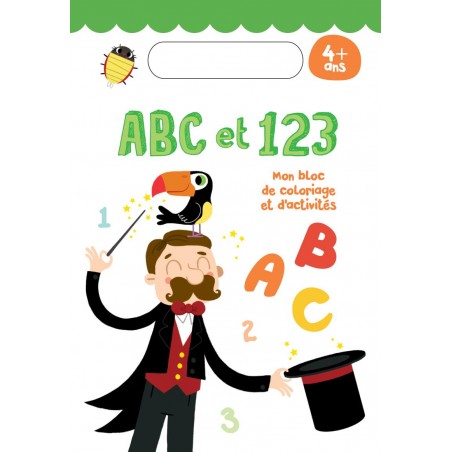 4+
ans
ABC et 123
Mon bloc
de coloriage
et d'activités
1
B
A
C
2
3